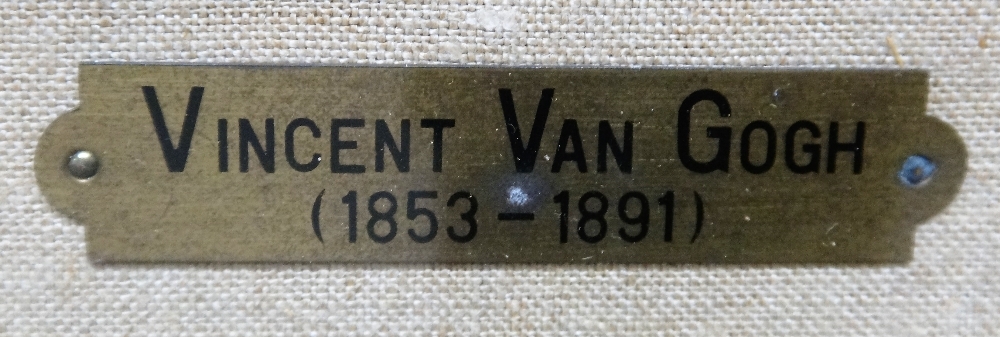 VINCENT VAN GOGH
(1853-1891)